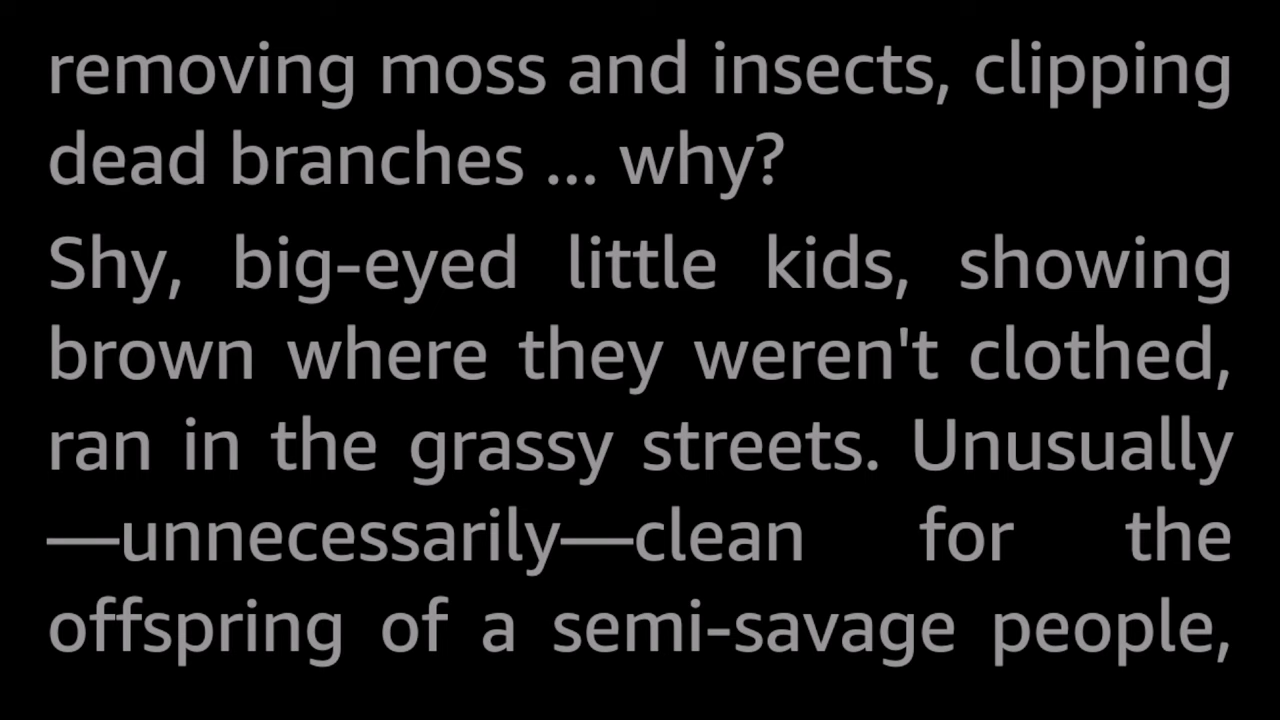 removing moss and insects, clipping
dead branches ... why?
Shy, big-eyed little kids, showing
brown where they weren't clothed,
ran in the grassy streets. Unusually
—unnecessarily—clean for the
offspring of a semi-savage people,